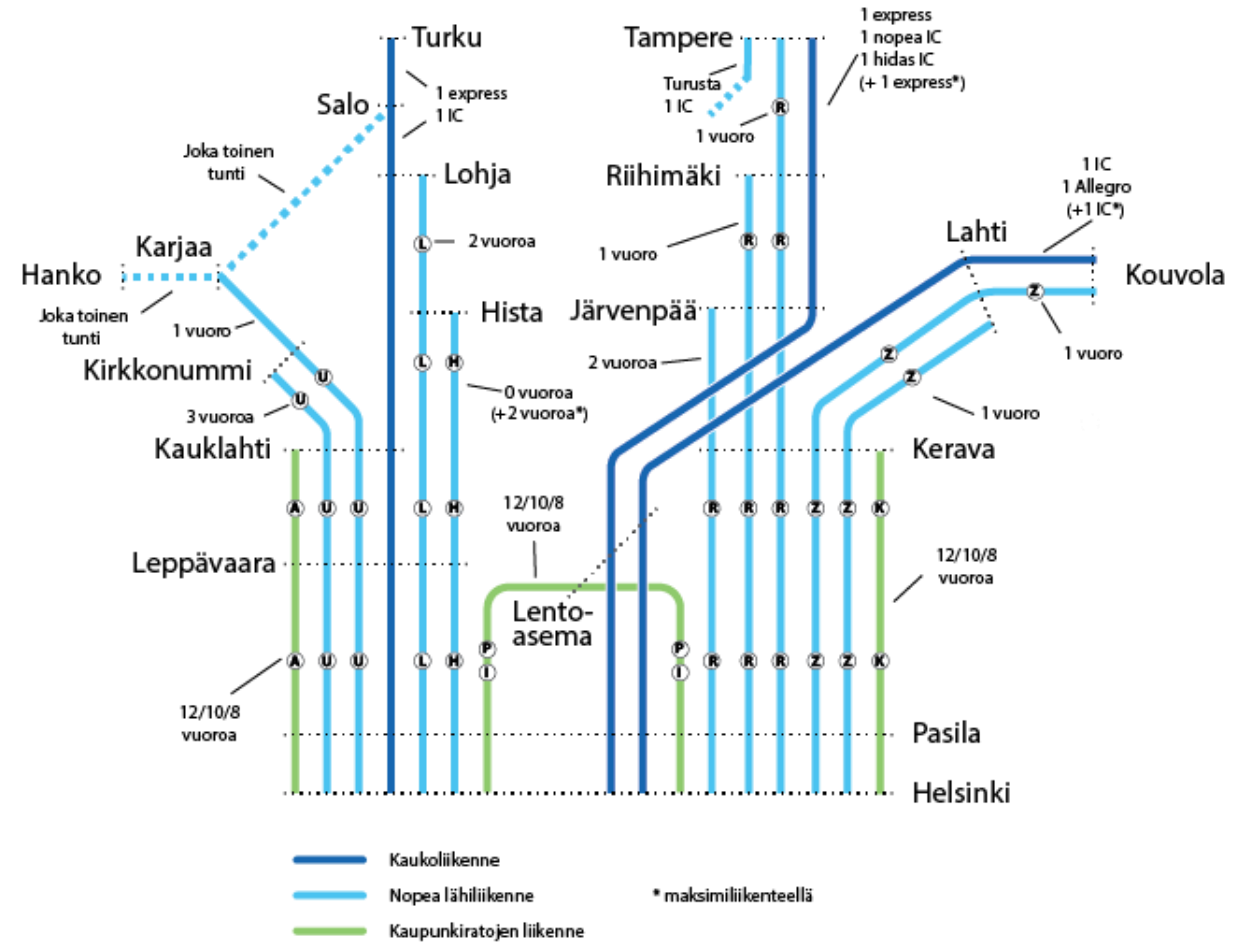 Turku
Tampere
1 express
1 nopea IC
1 hidas IC
(+ 1 express*)
Turusta
1 IC
1 express
1 IC
Salo
R
1 vuoro
Joka toinen
tunti
Lohja
Riihimäki
1 IC
1 Allegro
(+1 IC*)
L
2 vuoroa
1 vuoro
R
R
Lahti
Karjaa
Hanko
Kouvola
Z
Joka toinen
tunti
1 vuoro
Hista
Järvenpää
1 vuoro
Kirkkonummi
U
U
L
H
2 vuoroa
Z
Z
0 vuoroa
(+2 vuoroa*)
3 vuoroa
1 vuoro
Kauklahti
Kerava
A
U
U
L
H
12/10/8
vuoroa
R
R
R
Z
Z
K
Leppävaara
12/10/8
vuoroa
Lento-
asema
A
U
U
L
H
P
I
P
I
R
R
R
Z
Z
K
12/10/8
vuoroa
Pasila
Helsinki
Kaukoliikenne
Nopea lähiliikenne
* maksimiliikenteellä
Kaupunkiratojen liikenne